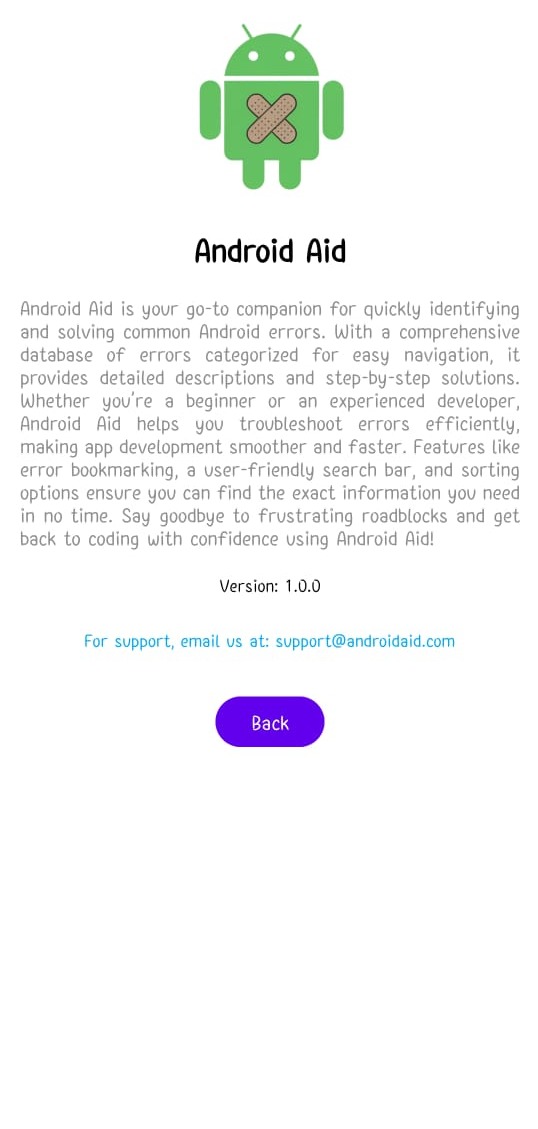 Android Aid
Android Aid is your go-to companion for quickly identifying
and solving common Android errors. With a comprehensive
database of errors categorized for easy navigation, it
provides detailed descriptions and step-by-step solutions.
Whether you're a beginner or an experienced developer,
Android Aid helps you troubleshoot errors efficiently,
making app development smoother and faster. Features like
error bookmarking, a user-friendly search bar, and sorting
options ensure you can find the exact information you need
in no time. Say goodbye to frustrating roadblocks and get
back to coding with confidence using Android Aid!
Version: 1.0.0
For support, email us at: support@androidaid.com
Back